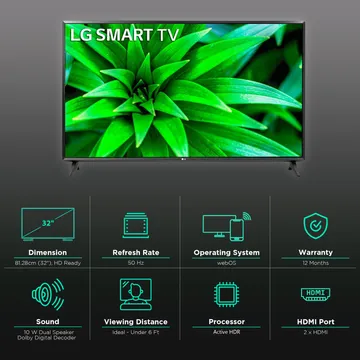 LG SMART TV
LG
32"
Dimension
81.28cm (32"), HD Ready
Refresh Rate
50 Hz
Operating System
webOS
Warranty
12 Months
Sound
10 W Dual Speaker
Dolby Digital Decoder
Viewing Distance
Ideal - Under 6 Ft
Processor
Active HDR
HDMI
HDMI Port
2 x HDMI